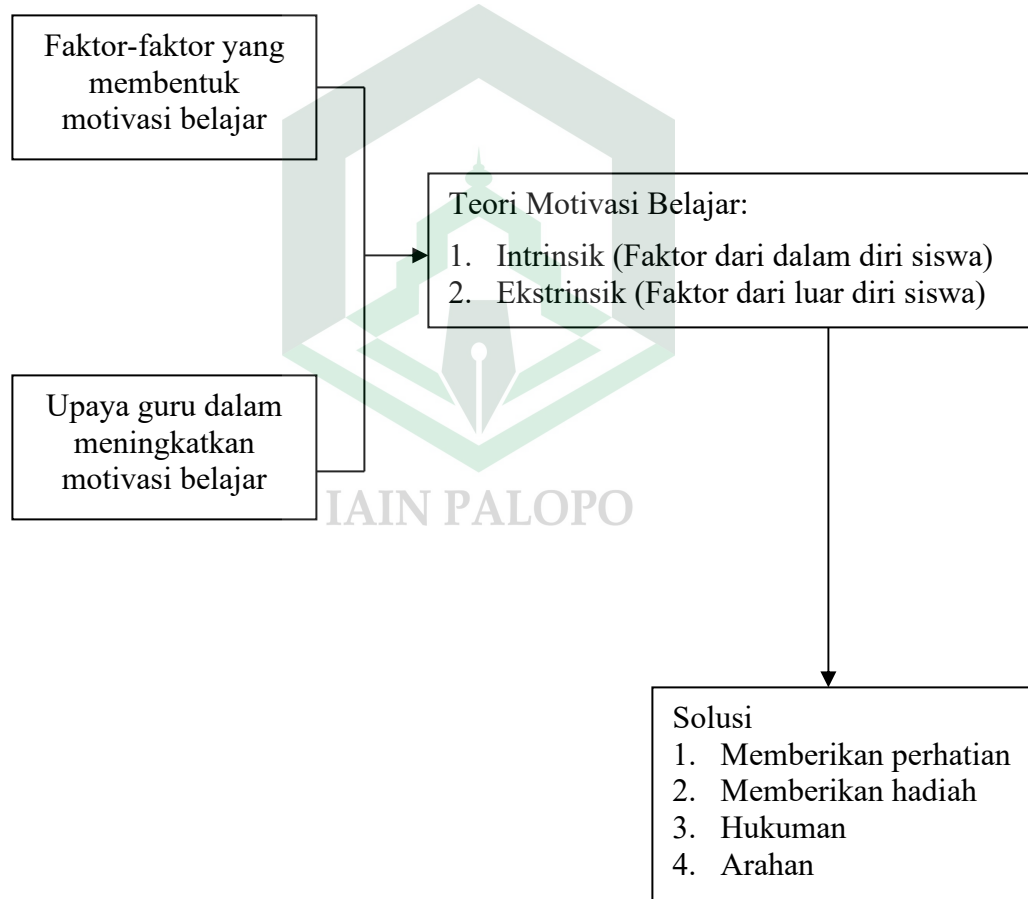 Faktor-faktor yang
membentuk
motivasi belajar
Teori Motivasi Belajar:
1. Intrinsik (Faktor dari dalam diri siswa)
2. Ekstrinsik (Faktor dari luar diri siswa)
Upaya guru dalam
meningkatkan
motivasi belajar
IAIN PALOPO
Solusi
1. Memberikan perhatian
2. Memberikan hadiah
3. Hukuman
4. Arahan